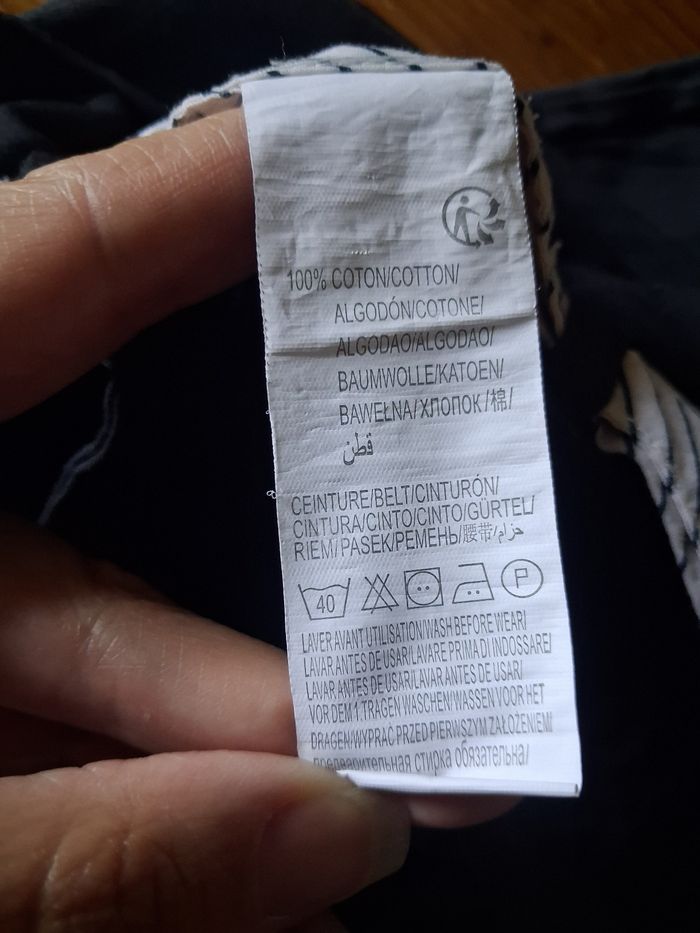 100% COTON/COTTON/
ALGODÓN/COTONE/
ALGODAO/ALGODAO/
BAUMWOLLE/KATOEN/
BAWEŁNA/ХЛОПОК/棉/
قطن
CEINTURE/BELT/CINTURÓN/
CINTURA/CINTO/CINTO/GÜRTEL/
RIEM/PASEK/РЕМЕНЬ/腰带/حزام/
40 P
LAVER AVANT UTILISATION/WASH BEFORE WEAR/
LAVAR ANTES DE USAR/LAVARE PRIMA DI INDOSSARE/
LAVAR ANTES DE USAR/LAVAR ANTES DE USAR/
VOR DEM 1.TRAGEN WASCHEN/WASSEN VOOR HET
DRAGEN/WYPRAĆ PRZED PIERWSZYM ZAŁOŻENIEM/
предварительная стирка обязательна/